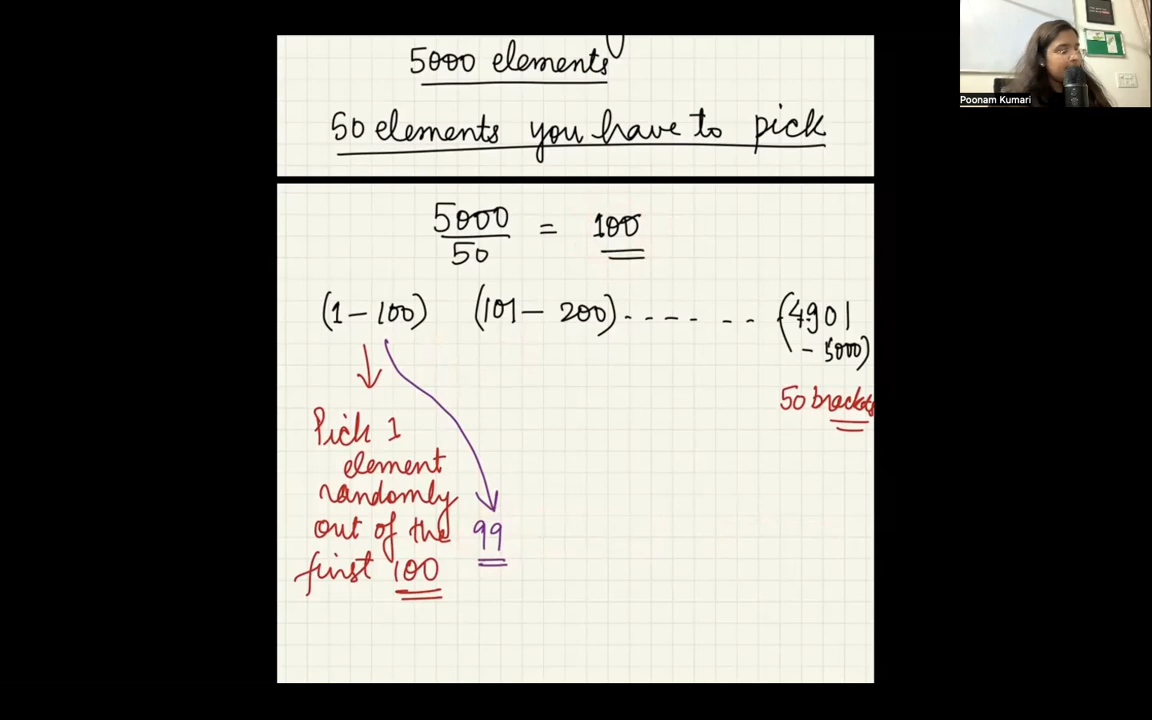 5000 elements
50 elements you have to pick
5000
50
= 100
(1 - 100) (101 - 200) - - - - - - (4901
- 5000)
50 brackets
Pick 1
element
randomly
out of the
first 100
99
Poonam Kumari